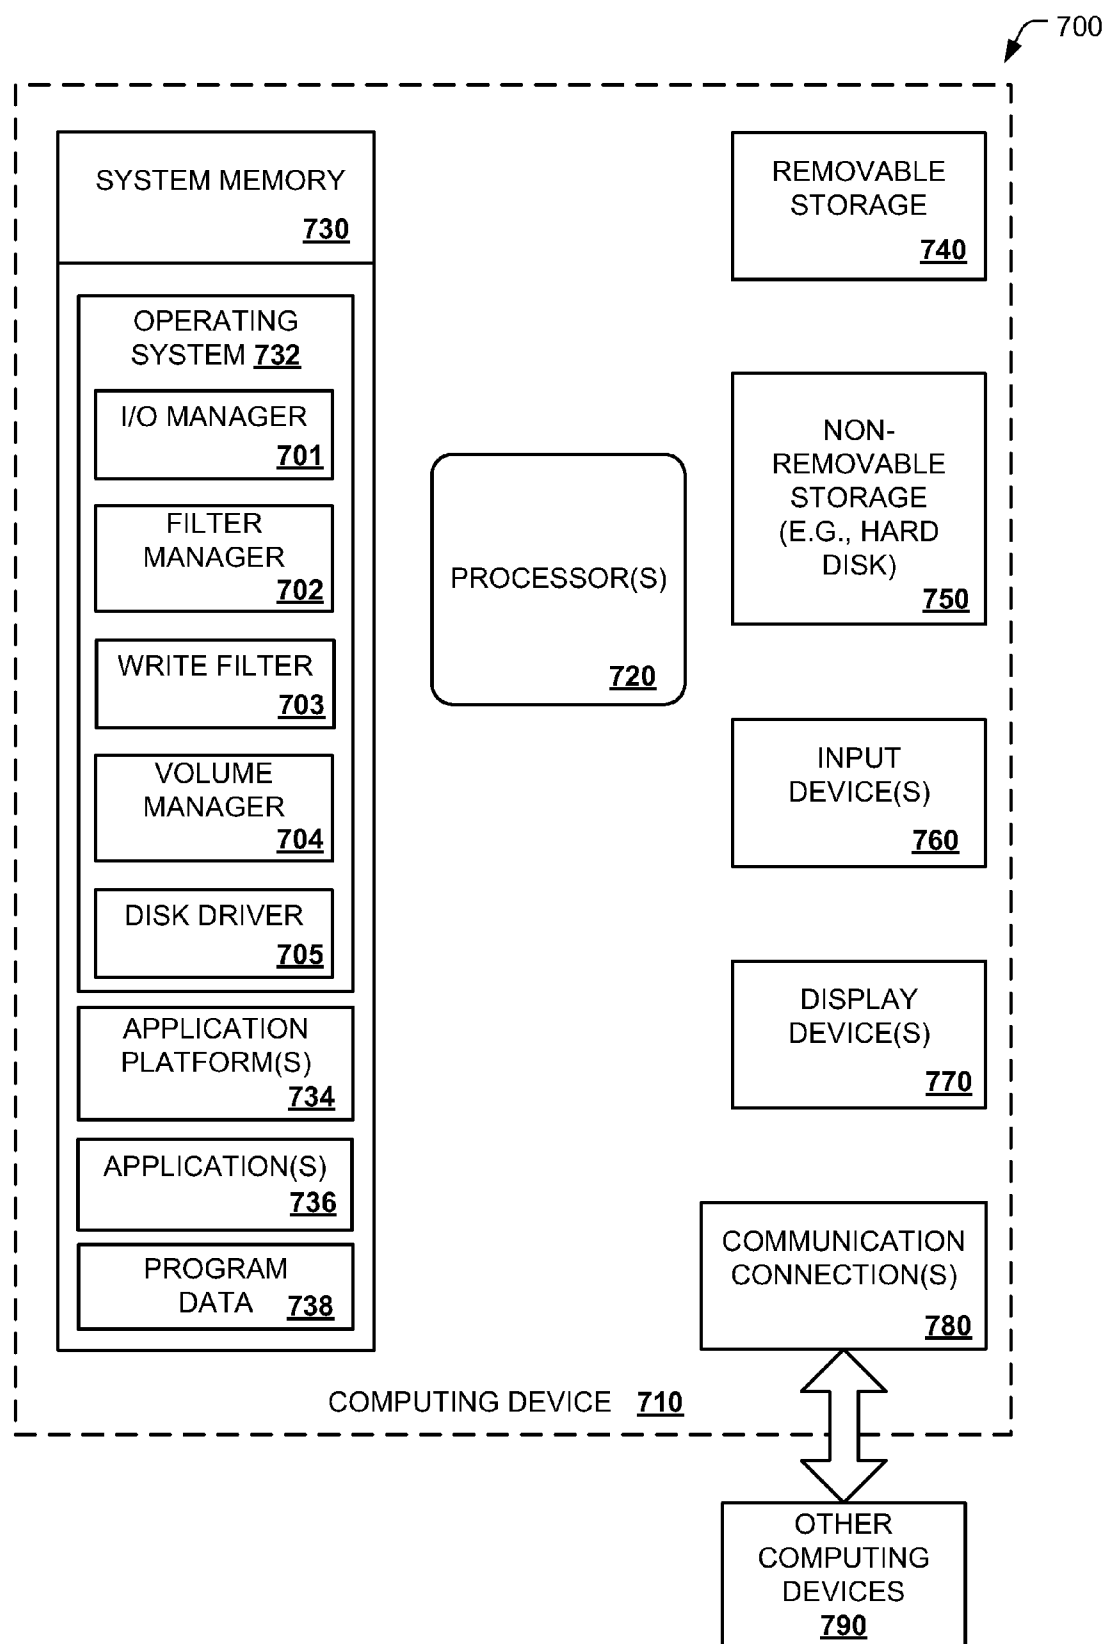 700
SYSTEM MEMORY
730
OPERATING
SYSTEM 732
I/O MANAGER
701
FILTER
MANAGER
702
WRITE FILTER
703
VOLUME
MANAGER
704
DISK DRIVER
705
APPLICATION
PLATFORM(S)
734
APPLICATION(S)
736
PROGRAM
DATA 738
PROCESSOR(S)
720
REMOVABLE
STORAGE
740
NON-
REMOVABLE
STORAGE
(E.G., HARD
DISK)
750
INPUT
DEVICE(S)
760
DISPLAY
DEVICE(S)
770
COMMUNICATION
CONNECTION(S)
780
COMPUTING DEVICE 710
OTHER
COMPUTING
DEVICES
790